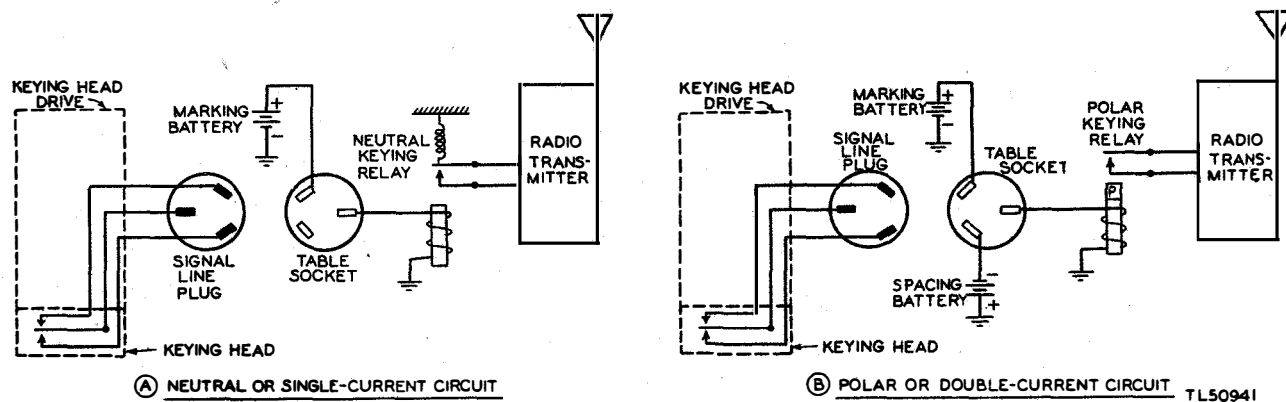 KEYING HEAD
DRIVE
MARKING
BATTERY
+
-
NEUTRAL
KEYING
RELAY
RADIO
TRANS-
MITTER
SIGNAL
LINE
PLUG
TABLE
SOCKET
KEYING HEAD
A NEUTRAL OR SINGLE-CURRENT CIRCUIT
KEYING HEAD
DRIVE
MARKING
BATTERY
+
-
SIGNAL
LINE
PLUG
TABLE
SOCKET
POLAR
KEYING
RELAY
P
RADIO
TRANS-
MITTER
SPACING
BATTERY
-
+
KEYING HEAD
B POLAR OR DOUBLE-CURRENT CIRCUIT
TL50941